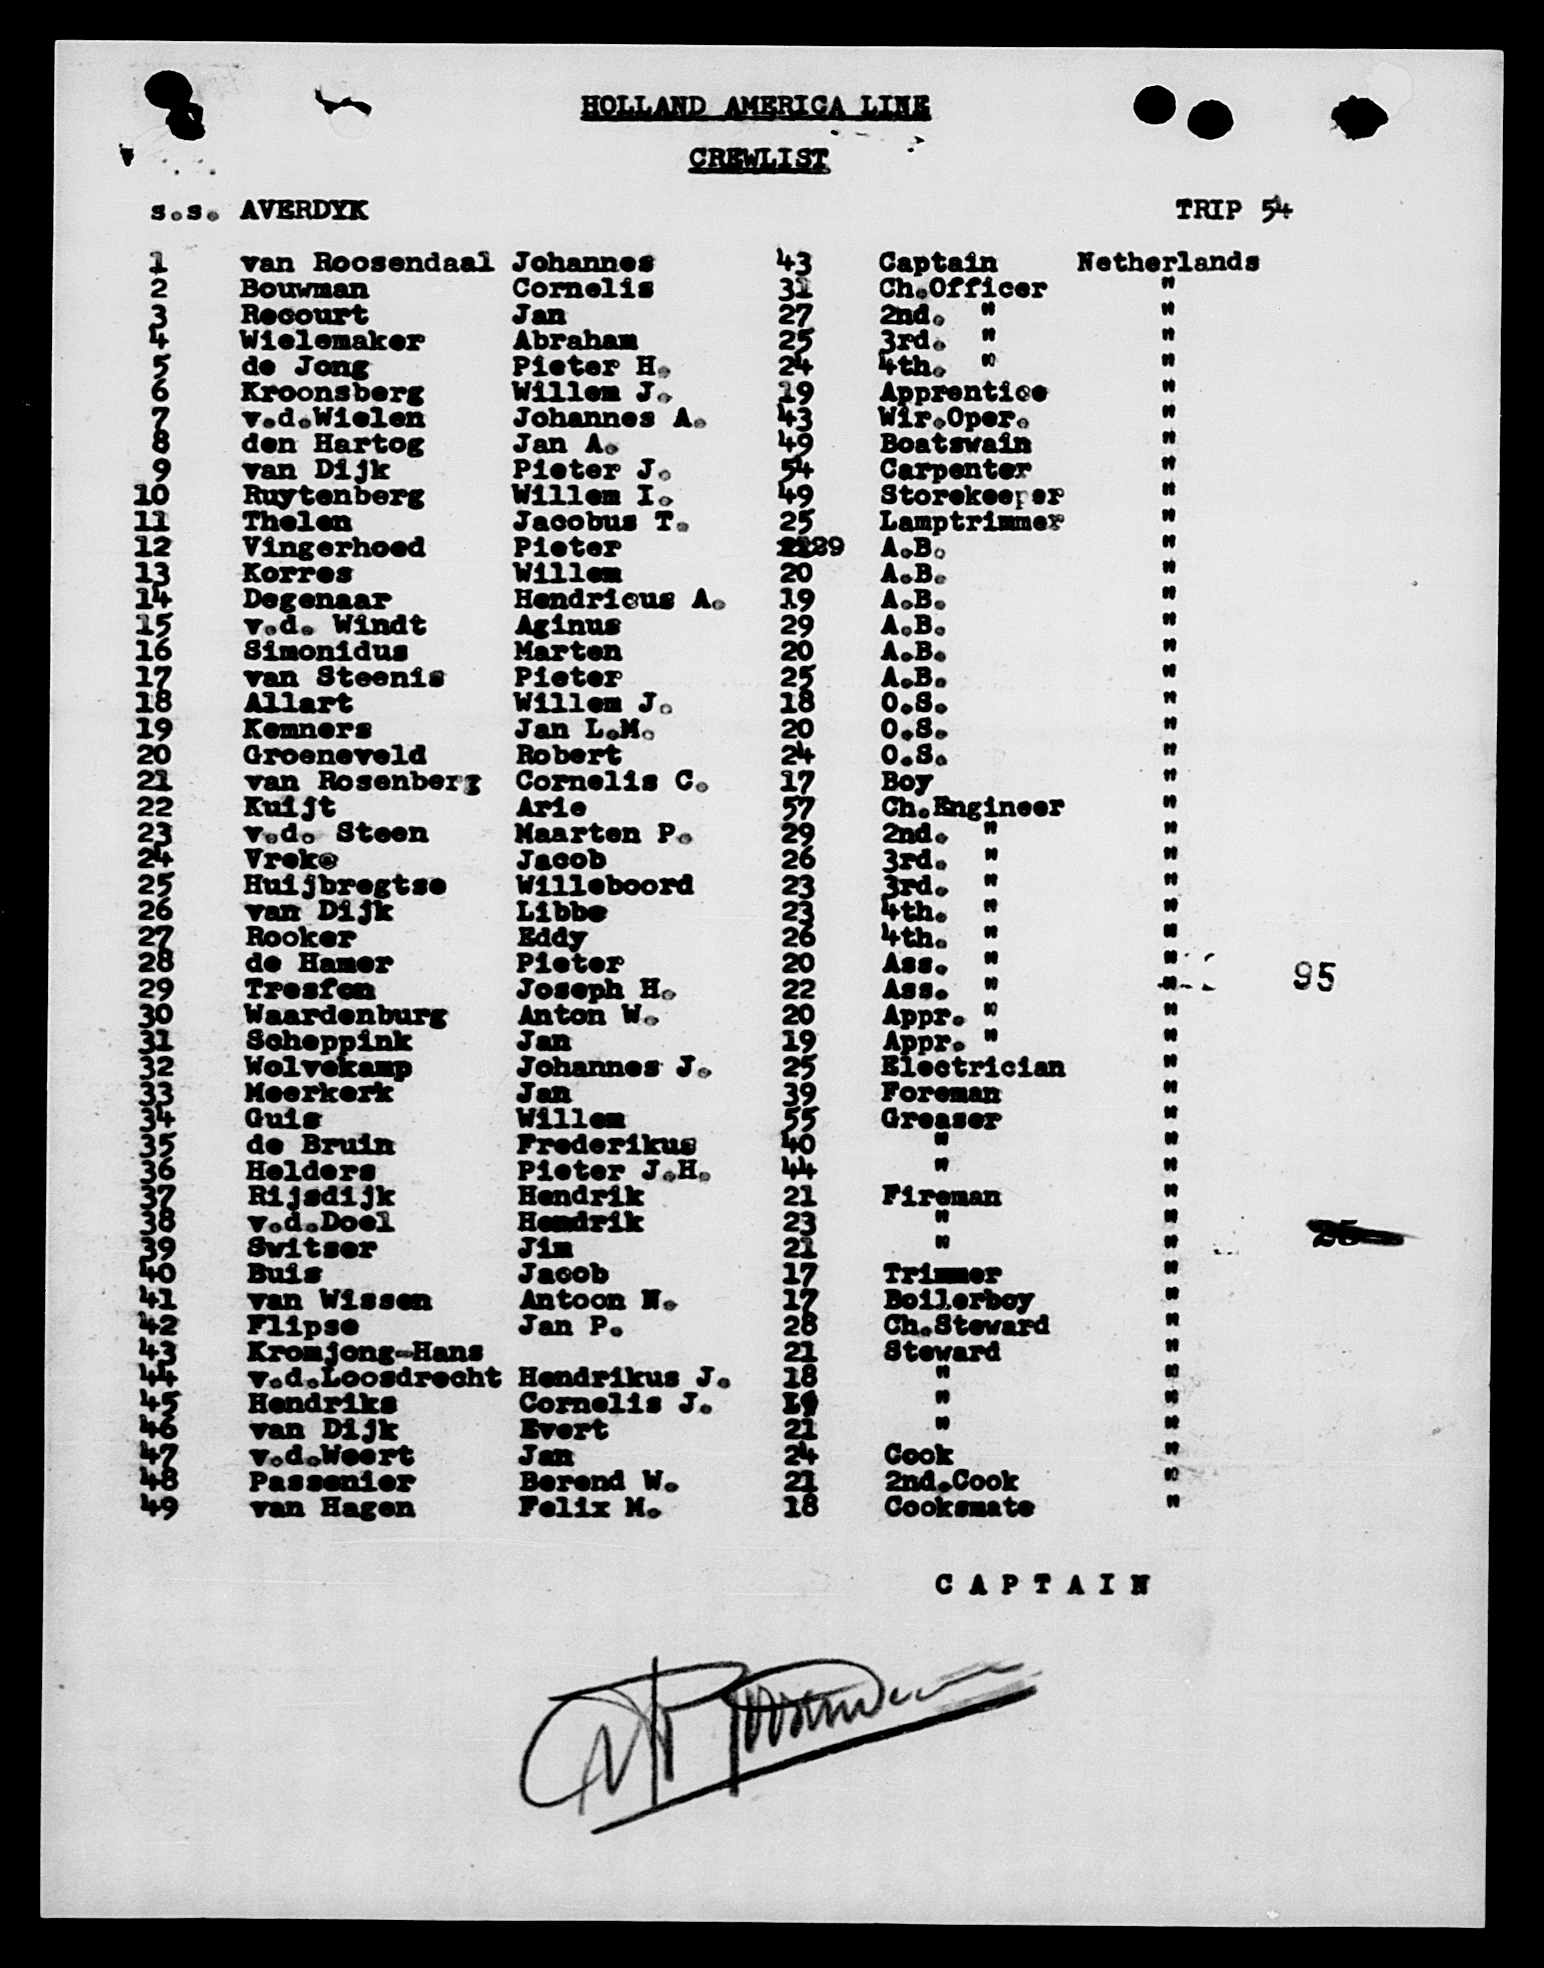 HOLLAND AMERICA LINE
CREWLIST
s.s. AVERDYK TRIP 54
1 van Roosendaal Johannes 43 Captain Netherlands
2 Bouwman Cornelis 31 Ch.Officer "
3 Recourt Jan 27 2nd. " "
4 Wielemaker Abraham 25 3rd. " "
5 de Jong Pieter H. 24 4th. " "
6 Kroonsberg Willem J. 19 Apprentice "
7 v.d.Wielen Johannes A. 43 Wir.Oper. "
8 den Hartog Jan A. 49 Boatswain "
9 van Dijk Pieter J. 54 Carpenter "
10 Ruytenberg Willem I. 49 Storekeeper "
11 Thelen Jacobus T. 25 Lamptrimmer "
12 Vingerhoed Pieter 29 A.B. "
13 Korres Willem 20 A.B. "
14 Degenaar Hendricus A. 19 A.B. "
15 v.d. Windt Aginus 29 A.B. "
16 Simonidus Marten 20 A.B. "
17 van Steenis Pieter 25 A.B. "
18 Allart Willem J. 18 O.S. "
19 Kemners Jan L.M. 20 O.S. "
20 Groeneveld Robert 24 O.S. "
21 van Rosenberg Cornelis C. 17 Boy "
22 Kuijt Arie 57 Ch.Engineer "
23 v.d. Steen Maarten P. 29 2nd. " "
24 Vreke Jacob 26 3rd. " "
25 Huijbregtse Willeboord 23 3rd. " "
26 van Dijk Libbe 23 4th. " "
27 Rooker Eddy 26 4th. " "
28 de Hamer Pieter 20 Ass. " "
95
29 Tresfon Joseph H. 22 Ass. " "
30 Waardenburg Anton W. 20 Appr. " "
31 Scheppink Jan 19 Appr. " "
32 Wolvekamp Johannes J. 25 Electrician "
33 Meerkerk Jan 39 Foreman "
34 Guis Willem 55 Greaser "
35 de Bruin Frederikus 40 " "
36 Helders Pieter J.H. 44 " "
37 Rijsdijk Hendrik 21 Fireman "
38 v.d.Doel Hendrik 23 " "
39 Switser Jim 21 " "
40 Buis Jacob 17 Trimmer "
41 van Wissen Antoon N. 17 Boilerboy "
42 Flipse Jan P. 28 Ch.Steward "
43 Kromjong-Hans 21 Steward "
44 v.d.Loosdrecht Hendrikus J. 18 " "
45 Hendriks Cornelis J. 19 " "
46 van Dijk Evert 21 " "
47 v.d.Weert Jan 24 Cook "
48 Passenier Berend W. 21 2nd.Cook "
49 van Hagen Felix M. 18 Cooksmate "
CAPTAIN